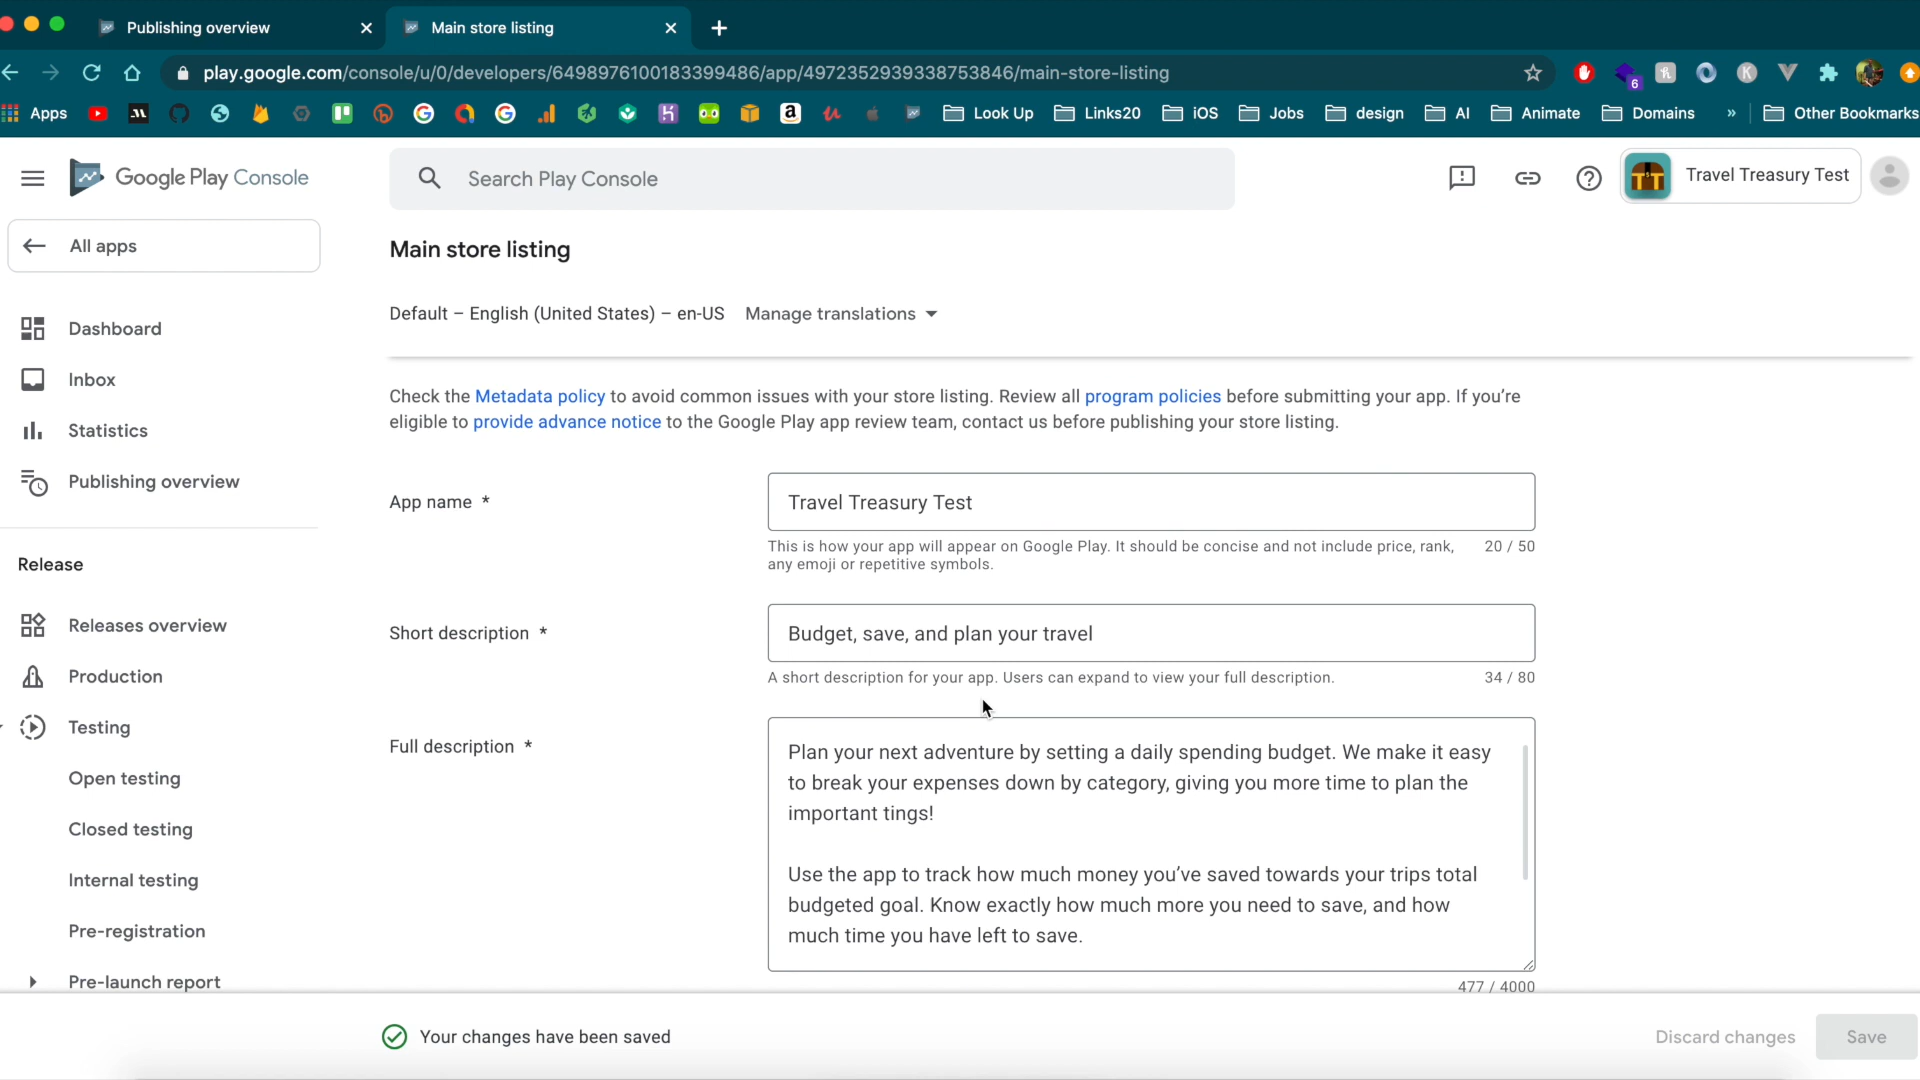 Publishing overview
Main store listing
play.google.com/console/u/0/developers/6498976100183399486/app/4972352939338753846/main-store-listing
6
Apps
Look Up
Links20
iOS
Jobs
design
AI
Animate
Domains
»
Other Bookmarks
Google Play Console
Search Play Console
Travel Treasury Test
All apps
Main store listing
Default – English (United States) – en-US Manage translations
Dashboard
Inbox
Statistics
Publishing overview
Release
Releases overview
Production
Testing
Open testing
Closed testing
Internal testing
Pre-registration
Pre-launch report
Check the Metadata policy to avoid common issues with your store listing. Review all program policies before submitting your app. If you're
eligible to provide advance notice to the Google Play app review team, contact us before publishing your store listing.
App name *
Travel Treasury Test
This is how your app will appear on Google Play. It should be concise and not include price, rank, 20 / 50
any emoji or repetitive symbols.
Short description *
Budget, save, and plan your travel
A short description for your app. Users can expand to view your full description. 34 / 80
Full description *
Plan your next adventure by setting a daily spending budget. We make it easy
to break your expenses down by category, giving you more time to plan the
important tings!
Use the app to track how much money you've saved towards your trips total
budgeted goal. Know exactly how much more you need to save, and how
much time you have left to save.
477 / 4000
Your changes have been saved
Discard changes
Save